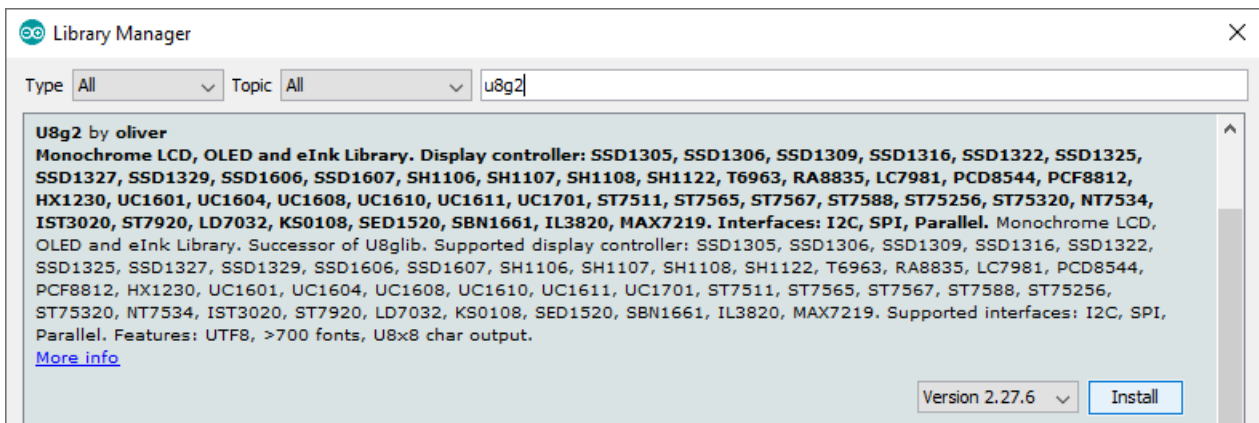 Library Manager
Type All Topic All u8g2
U8g2 by oliver
Monochrome LCD, OLED and eInk Library. Display controller: SSD1305, SSD1306, SSD1309, SSD1316, SSD1322, SSD1325,
SSD1327, SSD1329, SSD1606, SSD1607, SH1106, SH1107, SH1108, SH1122, T6963, RA8835, LC7981, PCD8544, PCF8812,
HX1230, UC1601, UC1604, UC1608, UC1610, UC1611, UC1701, ST7511, ST7565, ST7567, ST7588, ST75256, ST75320, NT7534,
IST3020, ST7920, LD7032, KS0108, SED1520, SBN1661, IL3820, MAX7219. Interfaces: I2C, SPI, Parallel. Monochrome LCD,
OLED and eInk Library. Successor of U8glib. Supported display controller: SSD1305, SSD1306, SSD1309, SSD1316, SSD1322,
SSD1325, SSD1327, SSD1329, SSD1606, SSD1607, SH1106, SH1107, SH1108, SH1122, T6963, RA8835, LC7981, PCD8544,
PCF8812, HX1230, UC1601, UC1604, UC1608, UC1610, UC1611, UC1701, ST7511, ST7565, ST7567, ST7588, ST75256,
ST75320, NT7534, IST3020, ST7920, LD7032, KS0108, SED1520, SBN1661, IL3820, MAX7219. Supported interfaces: I2C, SPI,
Parallel. Features: UTF8, >700 fonts, U8x8 char output.
More info
Version 2.27.6 Install